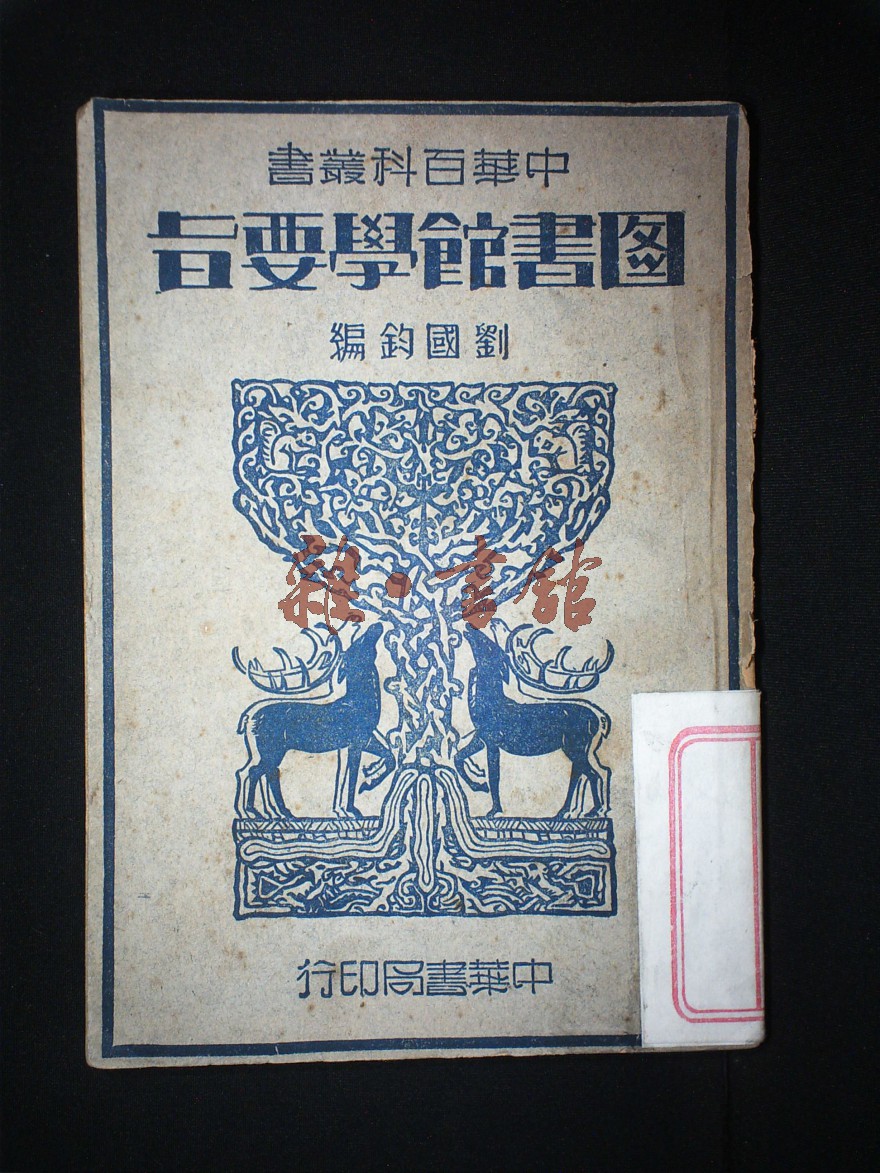 中華百科叢書
圖書館學要旨
劉國鈞編
雜·書館
中華書局印行